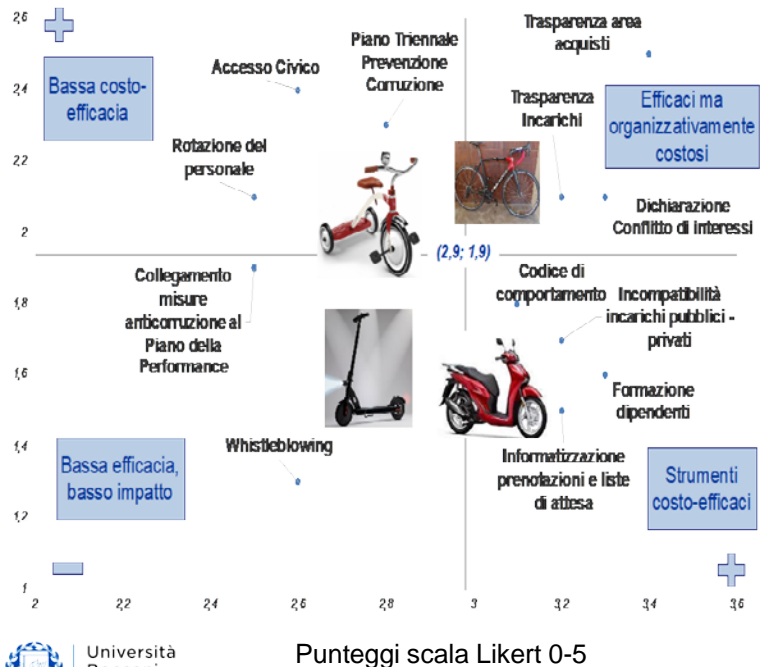 2,6
Trasparenza area
acquisti
Piano Triennale
Prevenzione
Corruzione
Accesso Civico
Bassa costo-
efficacia
2,4
Trasparenza
Incarichi
Efficaci ma
organizzativamente
costosi
Rotazione del
personale
2,2
Dichiarazione
Conflitto di interessi
2
(2,9; 1,9)
Collegamento
misure
anticorruzione al
Piano della
Performance
Codice di
comportamento
Incompatibilità
incarichi pubblici -
privati
1,8
1,6
Formazione
dipendenti
1,4
Whistleblowing
Bassa efficacia,
basso impatto
Informatizzazione
prenotazioni e liste
di attesa
Strumenti
costo-efficaci
1,2
1
2
2,2
2,4
2,6
2,8
3
3,2
3,4
3,6
Università
Punteggi scala Likert 0-5